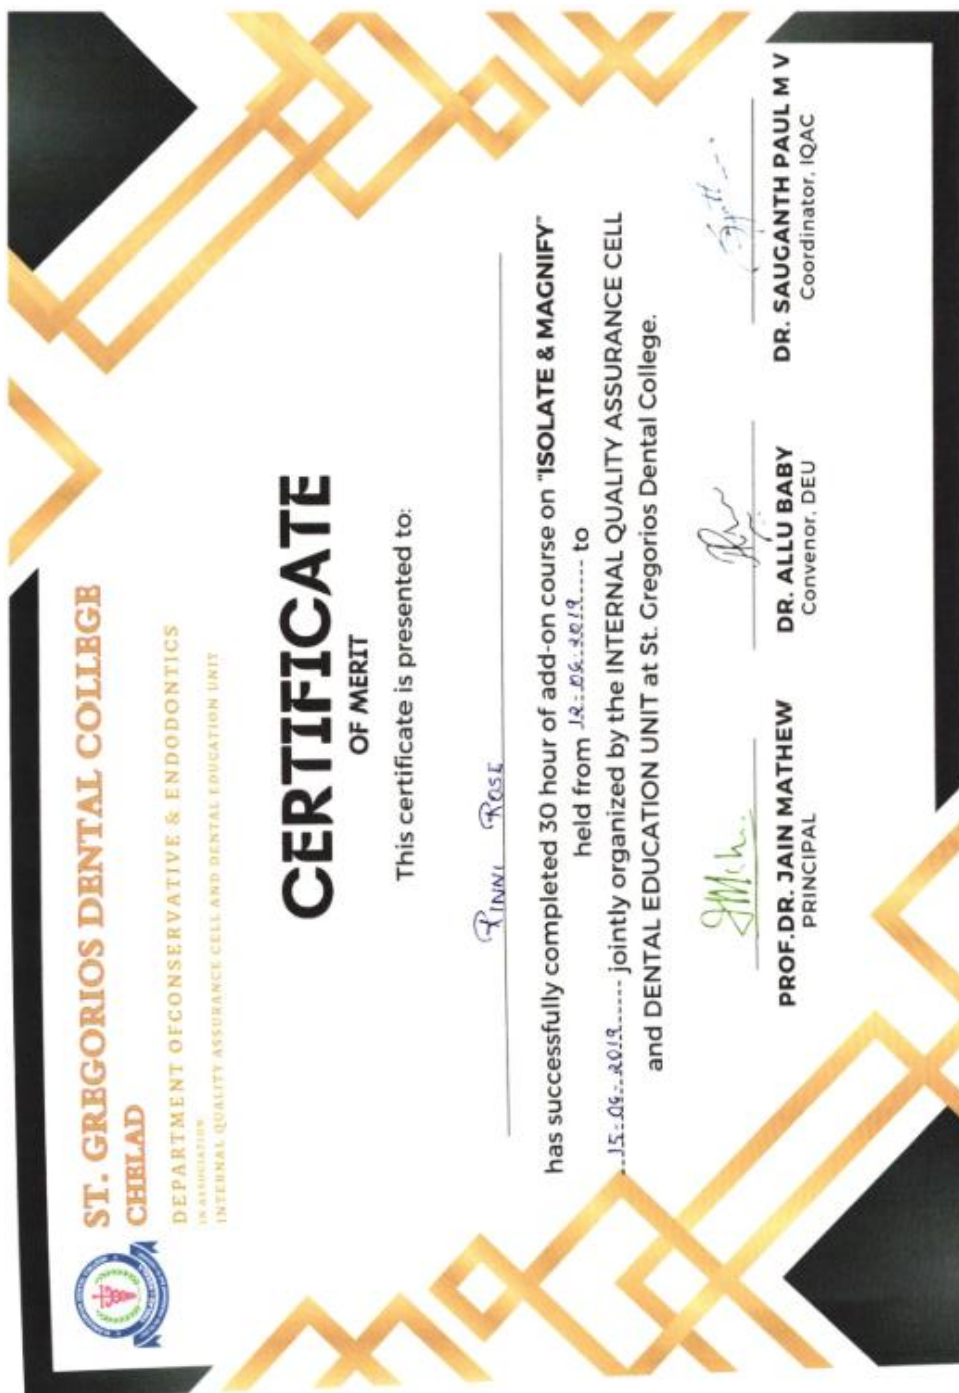 ST. GREGORIOS DENTAL COLLEGE
CHELAD
DEPARTMENT OFCONSERVATIVE & ENDODONTICS
IN ASSOCIATION
INTERNAL QUALITY ASSURANCE CELL AND DENTAL EDUCATION UNIT
CERTIFICATE
OF MERIT
This certificate is presented to:
PINNI ROSE
has successfully completed 30 hour of add-on course on "ISOLATE & MAGNIFY"
held from 12.06.2019 to
15.06.2019 jointly organized by the INTERNAL QUALITY ASSURANCE CELL
and DENTAL EDUCATION UNIT at St. Gregorios Dental College.
PROF.DR. JAIN MATHEW
PRINCIPAL
DR. ALLU BABY
Convenor, DEU
DR. SAUGANTH PAUL M V
Coordinator, IQAC